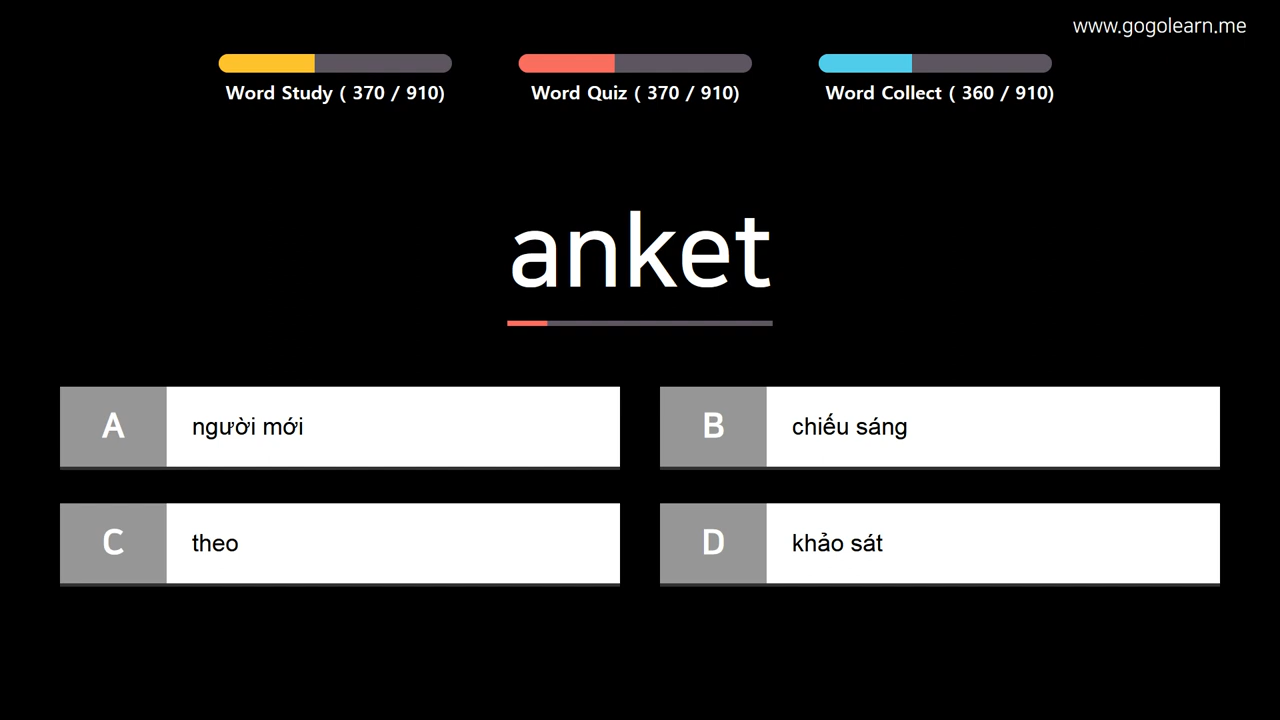 www.gogolearn.me
Word Study ( 370 / 910)
Word Quiz ( 370 / 910)
Word Collect ( 360 / 910)
anket
A
người mới
B
chiếu sáng
C
theo
D
khảo sát